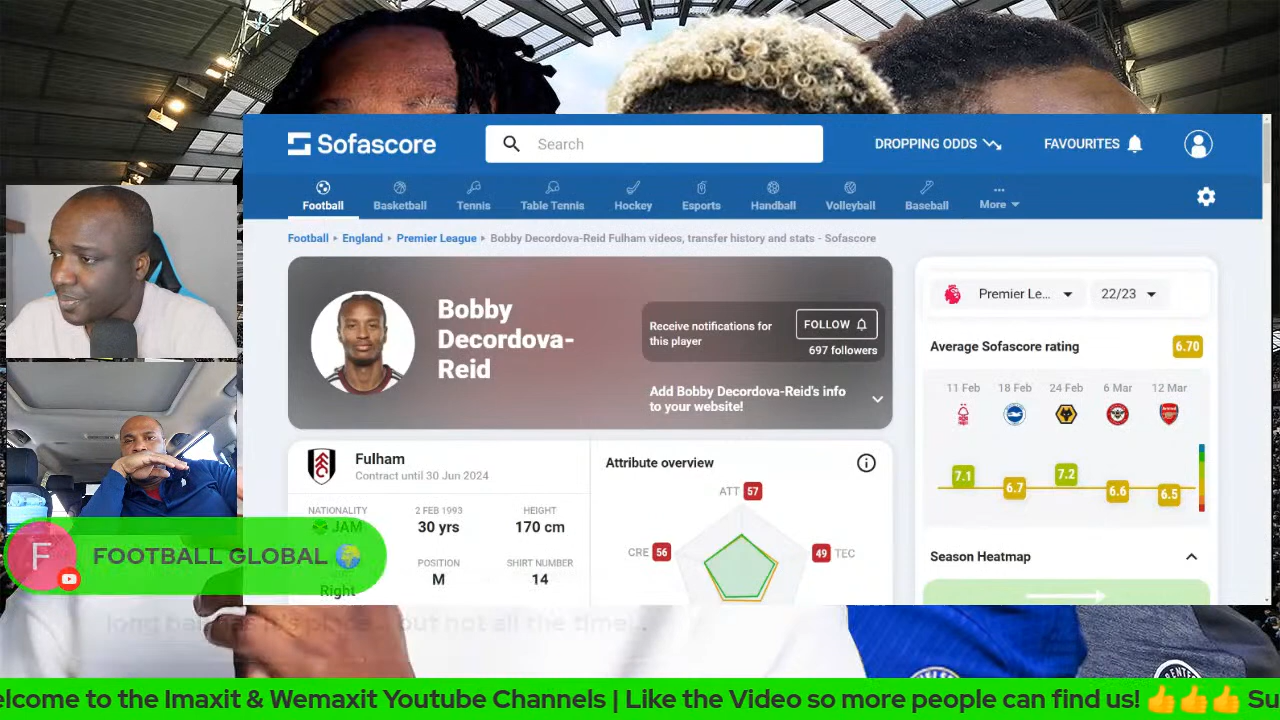 Sofascore
Search
DROPPING ODDS
FAVOURITES
Football
Basketball
Tennis
Table Tennis
Hockey
Esports
Handball
Volleyball
Baseball
More
Football
England
Premier League
Bobby Decordova-Reid Fulham videos, transfer history and stats - Sofascore
Bobby
Decordova-
Reid
Receive notifications for
this player
FOLLOW
697 followers
Add Bobby Decordova-Reid's info
to your website!
Premier Le...
22/23
Average Sofascore rating
6.70
11 Feb
18 Feb
24 Feb
6 Mar
12 Mar
7.1
6.7
7.2
6.6
6.5
Season Heatmap
Fulham
Contract until 30 Jun 2024
NATIONALITY
JAM
2 FEB 1993
30 yrs
HEIGHT
170 cm
Right
POSITION
M
SHIRT NUMBER
14
Attribute overview
ATT 57
CRE 56
49 TEC
F
FOOTBALL GLOBAL 🌍
but not all the time
elcome to the Imaxit & Wemaxit Youtube Channels | Like the Video so more people can find us! 👍👍👍 Su